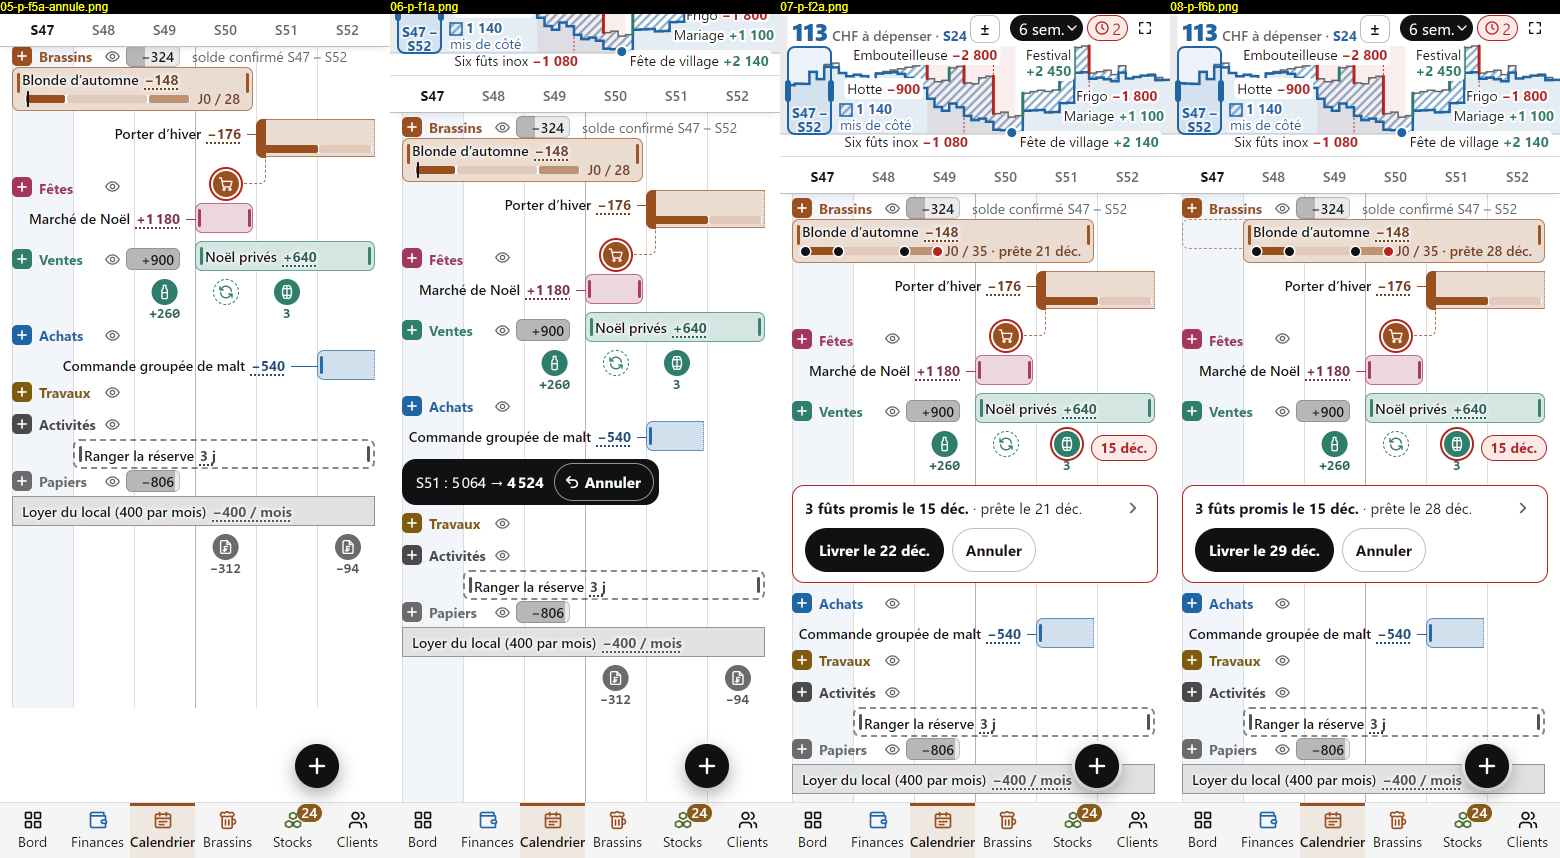 05-p-f5a-annule.png
S47 S48 S49 S50 S51 S52
Brassins −324 solde confirmé S47 – S52
Blonde d’automne −148
J0 / 28
Porter d’hiver −176
Fêtes
Marché de Noël +1180
Ventes +900 Noël privés +640
+260 3
Achats
Commande groupée de malt −540
Travaux
Activités
Ranger la réserve 3 j
Papiers −806
Loyer du local (400 par mois) −400 / mois
−312 −94
Bord Finances Calendrier Brassins 24 Stocks Clients
06-p-f1a.png
S47 – S52
1 140
mis de côté
Frigo −1 800
Mariage +1 100
Six fûts inox −1 080
Fête de village +2 140
S47 S48 S49 S50 S51 S52
Brassins −324 solde confirmé S47 – S52
Blonde d’automne −148
J0 / 28
Porter d’hiver −176
Fêtes
Marché de Noël +1180
Ventes +900 Noël privés +640
+260 3
Achats
Commande groupée de malt −540
S51 : 5 064 → 4 524 Annuler
Travaux
Activités
Ranger la réserve 3 j
Papiers −806
Loyer du local (400 par mois) −400 / mois
−312 −94
Bord Finances Calendrier Brassins 24 Stocks Clients
07-p-f2a.png
113 CHF à dépenser · S24 ± 6 sem. 2
Embouteilleuse −2 800
Festival +2 450
Hotte −900
Frigo −1 800
S47 – S52
1 140
mis de côté
Mariage +1 100
Six fûts inox −1 080
Fête de village +2 140
S47 S48 S49 S50 S51 S52
Brassins −324 solde confirmé S47 – S52
Blonde d’automne −148
J0 / 35 · prête 21 déc.
Porter d’hiver −176
Fêtes
Marché de Noël +1180
Ventes +900 Noël privés +640
+260 3 15 déc.
3 fûts promis le 15 déc. · prête le 21 déc.
Livrer le 22 déc. Annuler
Achats
Commande groupée de malt −540
Travaux
Activités
Ranger la réserve 3 j
Papiers −806
Loyer du local (400 par mois) −400 / mois
Bord Finances Calendrier Brassins 24 Stocks Clients
08-p-f6b.png
113 CHF à dépenser · S24 ± 6 sem. 2
Embouteilleuse −2 800
Festival +2 450
Hotte −900
Frigo −1 800
S47 – S52
1 140
mis de côté
Mariage +1 100
Six fûts inox −1 080
Fête de village +2 140
S47 S48 S49 S50 S51 S52
Brassins −324 solde confirmé S47 – S52
Blonde d’automne −148
J0 / 35 · prête 28 déc.
Porter d’hiver −176
Fêtes
Marché de Noël +1180
Ventes +900 Noël privés +640
+260 3 15 déc.
3 fûts promis le 15 déc. · prête le 28 déc.
Livrer le 29 déc. Annuler
Achats
Commande groupée de malt −540
Travaux
Activités
Ranger la réserve 3 j
Papiers −806
Loyer du local (400 par mois) −400 / mois
Bord Finances Calendrier Brassins 24 Stocks Clients